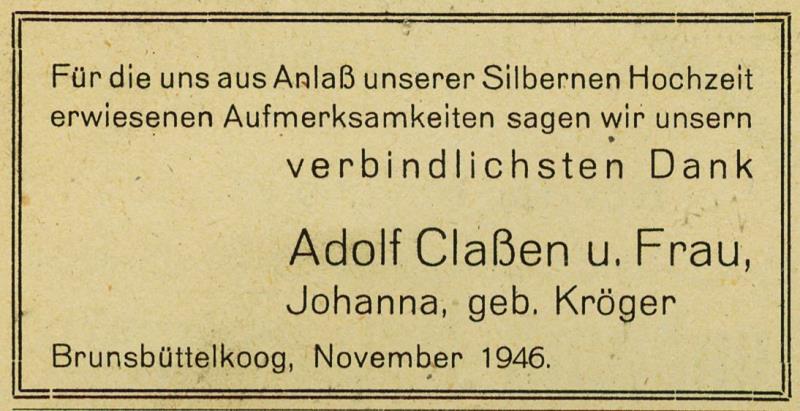 Für die uns aus Anlaß unserer Silbernen Hochzeit
erwiesenen Aufmerksamkeiten sagen wir unsern
verbindlichsten Dank
Adolf Claßen u. Frau,
Johanna, geb. Kröger
Brunsbüttelkoog, November 1946.